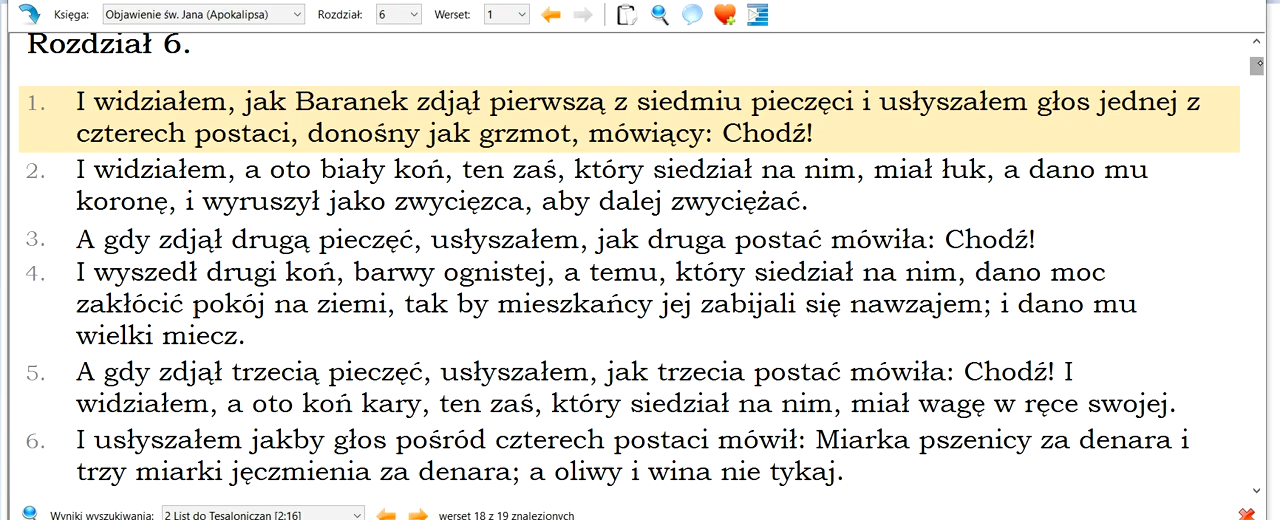 Księga: Objawienie św. Jana (Apokalipsa) Rozdział: 6 Werset: 1
Rozdział 6.
1. I widziałem, jak Baranek zdjął pierwszą z siedmiu pieczęci i usłyszałem głos jednej z
czterech postaci, donośny jak grzmot, mówiący: Chodź!
2. I widziałem, a oto biały koń, ten zaś, który siedział na nim, miał łuk, a dano mu
koronę, i wyruszył jako zwycięzca, aby dalej zwyciężać.
3. A gdy zdjął drugą pieczęć, usłyszałem, jak druga postać mówiła: Chodź!
4. I wyszedł drugi koń, barwy ognistej, a temu, który siedział na nim, dano moc
zakłócić pokój na ziemi, tak by mieszkańcy jej zabijali się nawzajem; i dano mu
wielki miecz.
5. A gdy zdjął trzecią pieczęć, usłyszałem, jak trzecia postać mówiła: Chodź! I
widziałem, a oto koń kary, ten zaś, który siedział na nim, miał wagę w ręce swojej.
6. I usłyszałem jakby głos pośród czterech postaci mówił: Miarka pszenicy za denara i
trzy miarki jęczmienia za denara; a oliwy i wina nie tykaj.
Wyniki wyszukiwania: 2 List do Tesaloniczan [2:16] werset 18 z 19 znalezionych